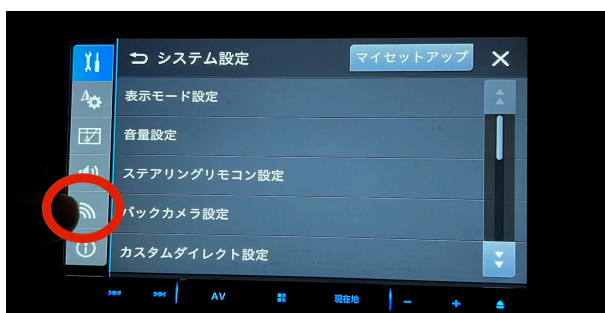 システム設定
マイセットアップ
表示モード設定
音量設定
ステアリングリモコン設定
バックカメラ設定
カスタムダイレクト設定
AV
現在地